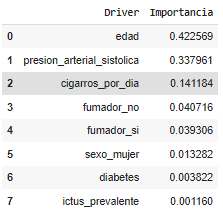 Driver Importancia
0 edad 0.422569
1 presion_arterial_sistolica 0.337961
2 cigarros_por_dia 0.141184
3 fumador_no 0.040716
4 fumador_si 0.039306
5 sexo_mujer 0.013282
6 diabetes 0.003822
7 ictus_prevalente 0.001160